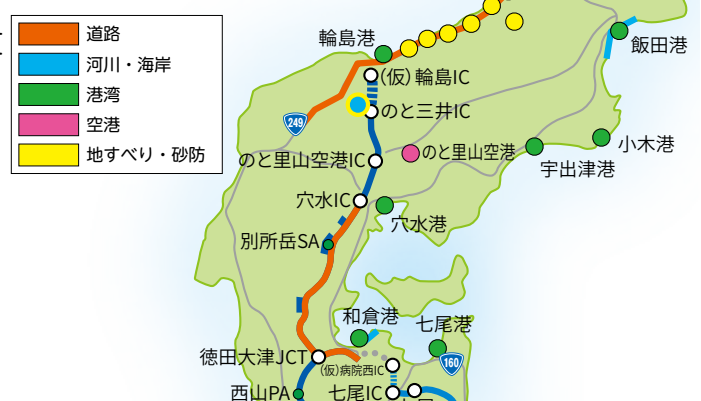 道路
河川・海岸
港湾
空港
地すべり・砂防
輪島港
飯田港
(仮)輪島IC
のと三井IC
249
のと里山空港IC
のと里山空港
小木港
宇出津港
穴水IC
穴水港
別所岳SA
和倉港
七尾港
徳田大津JCT
(仮)病院西IC
160
西山PA
七尾IC